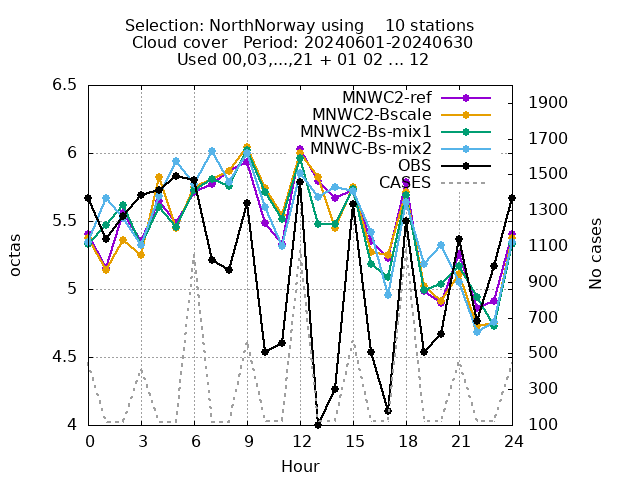 Selection: NorthNorway using    10 stations
Cloud cover   Period: 20240601-20240630
Used 00,03,...,21 + 01 02 ... 12
MNWC2-ref
MNWC2-Bscale
MNWC2-Bs-mix1
MNWC-Bs-mix2
OBS
CASES
octas
6.5
6
5.5
5
4.5
4
No cases
1900
1700
1500
1300
1100
900
700
500
300
100
0 3 6 9 12 15 18 21 24
Hour